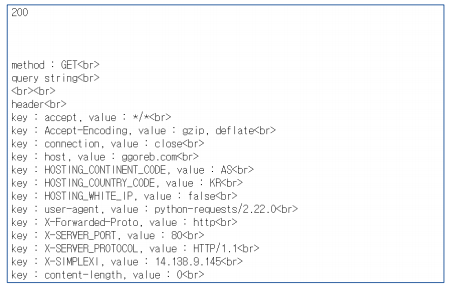 200
method : GET<br>
query string<br>
<br><br>
header<br>
key : accept, value : */*<br>
key : Accept-Encoding, value : gzip, deflate<br>
key : connection, value : close<br>
key : host, value : ggoreb.com<br>
key : HOSTING_CONTINENT_CODE, value : AS<br>
key : HOSTING_COUNTRY_CODE, value : KR<br>
key : HOSTING_WHITE_IP, value : false<br>
key : user-agent, value : python-requests/2.22.0<br>
key : X-Forwarded-Proto, value : http<br>
key : X-SERVER_PORT, value : 80<br>
key : X-SERVER_PROTOCOL, value : HTTP/1.1<br>
key : X-SIMPLEXI, value : 14.138.9.145<br>
key : content-length, value : 0<br>